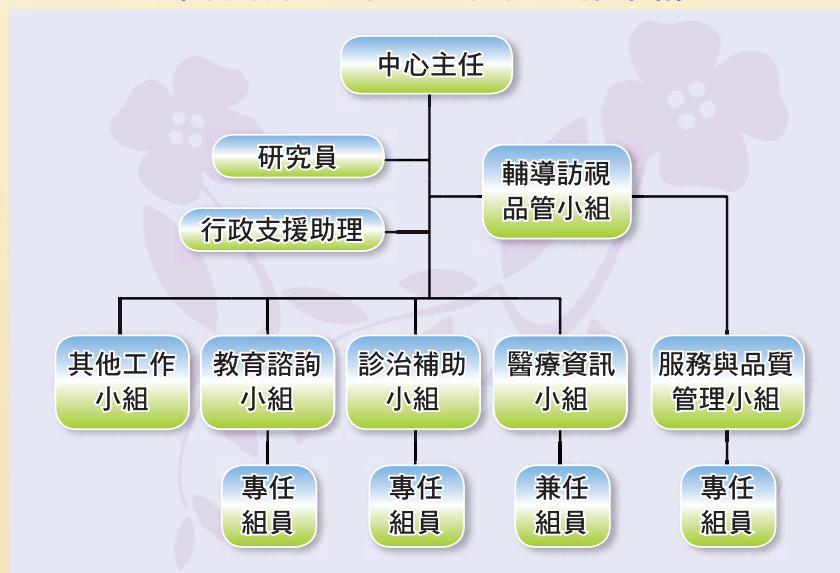 中心主任
研究員
輔導訪視
品管小組
行政支援助理
其他工作
小組
教育諮詢
小組
診治補助
小組
醫療資訊
小組
服務與品質
管理小組
專任
組員
專任
組員
兼任
組員
專任
組員